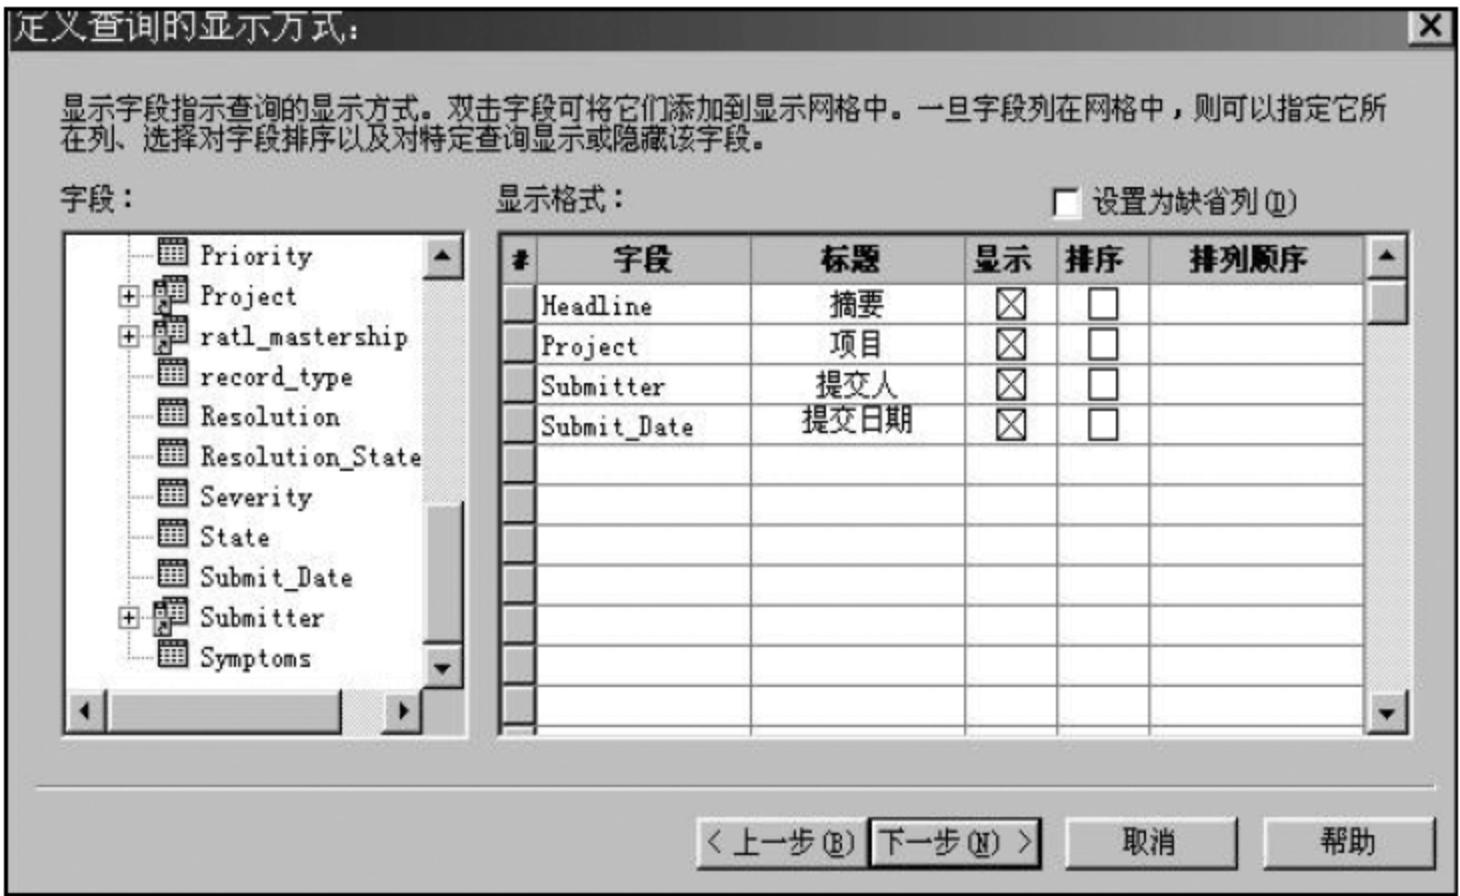 定义查询的显示方式:
显示字段指示查询的显示方式。双击字段可将它们添加到显示网格中。一旦字段列在网格中，则可以指定它所
在列、选择对字段排序以及对特定查询显示或隐藏该字段。
字段：
显示格式：
设置为缺省列(D)
Priority
Project
ratl_mastership
record_type
Resolution
Resolution_State
Severity
State
Submit_Date
Submitter
Symptoms
# 字段 标题 显示 排序 排列顺序
Headline 摘要
Project 项目
Submitter 提交人
Submit_Date 提交日期
< 上一步(B) 下一步(N) > 取消 帮助